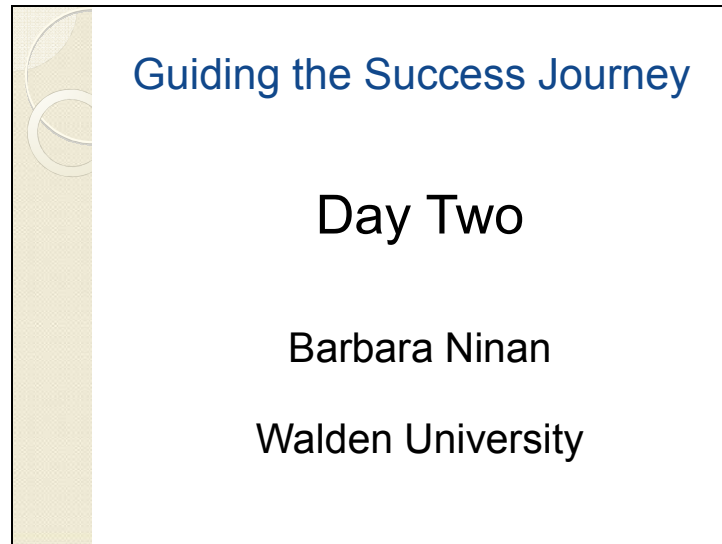 Guiding the Success Journey
Day Two
Barbara Ninan
Walden University